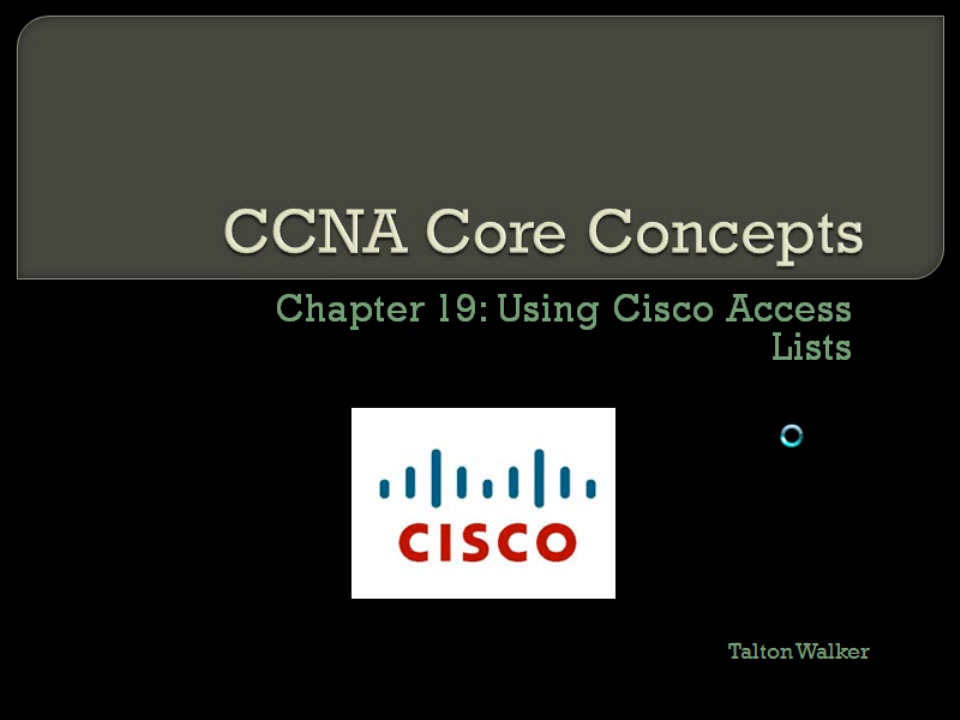 CCNA Core Concepts
Chapter 19: Using Cisco Access
Lists
CISCO
Talton Walker